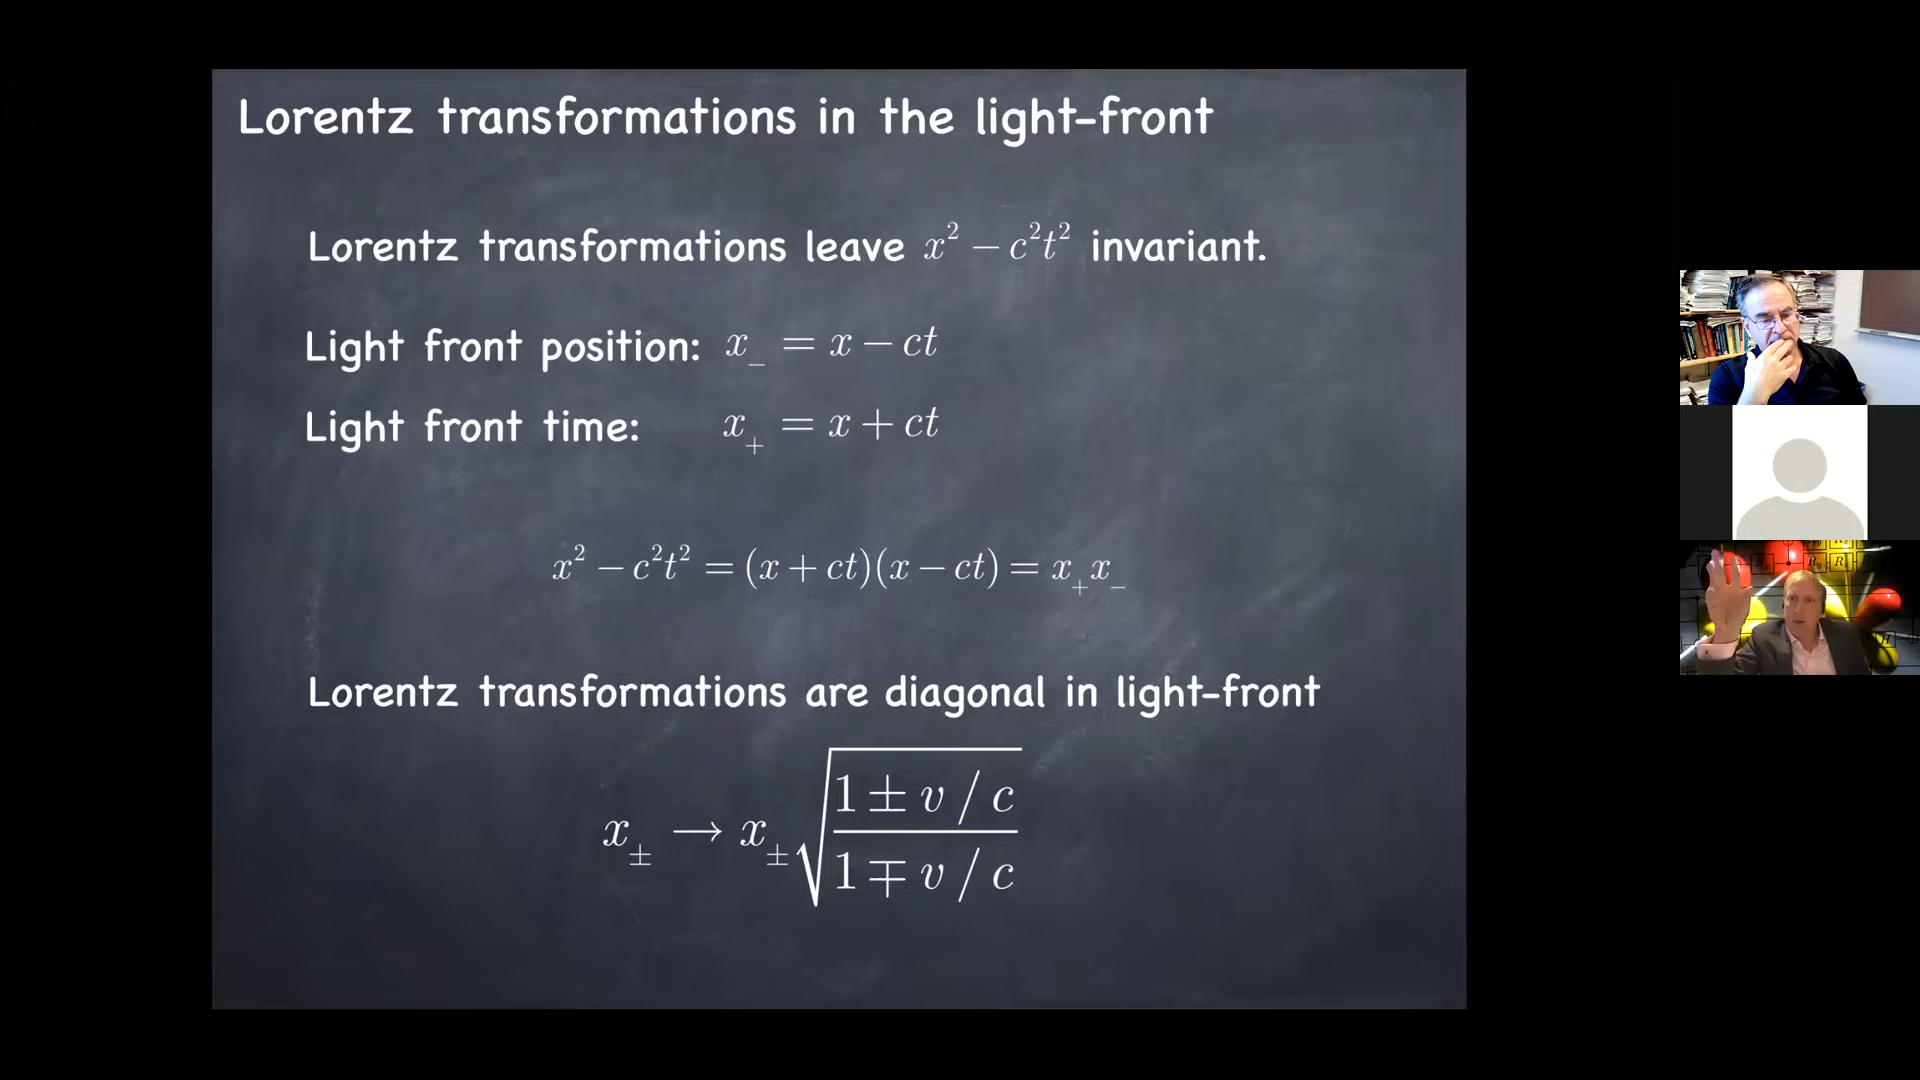 Lorentz transformations in the light-front
Lorentz transformations leave x² − c²t² invariant.
Light front position: x₋ = x − ct
Light front time: x₊ = x + ct
x² − c²t² = (x + ct)(x − ct) = x₊x₋
Lorentz transformations are diagonal in light-front
x± → x± √((1 ± v / c)/(1 ∓ v / c))